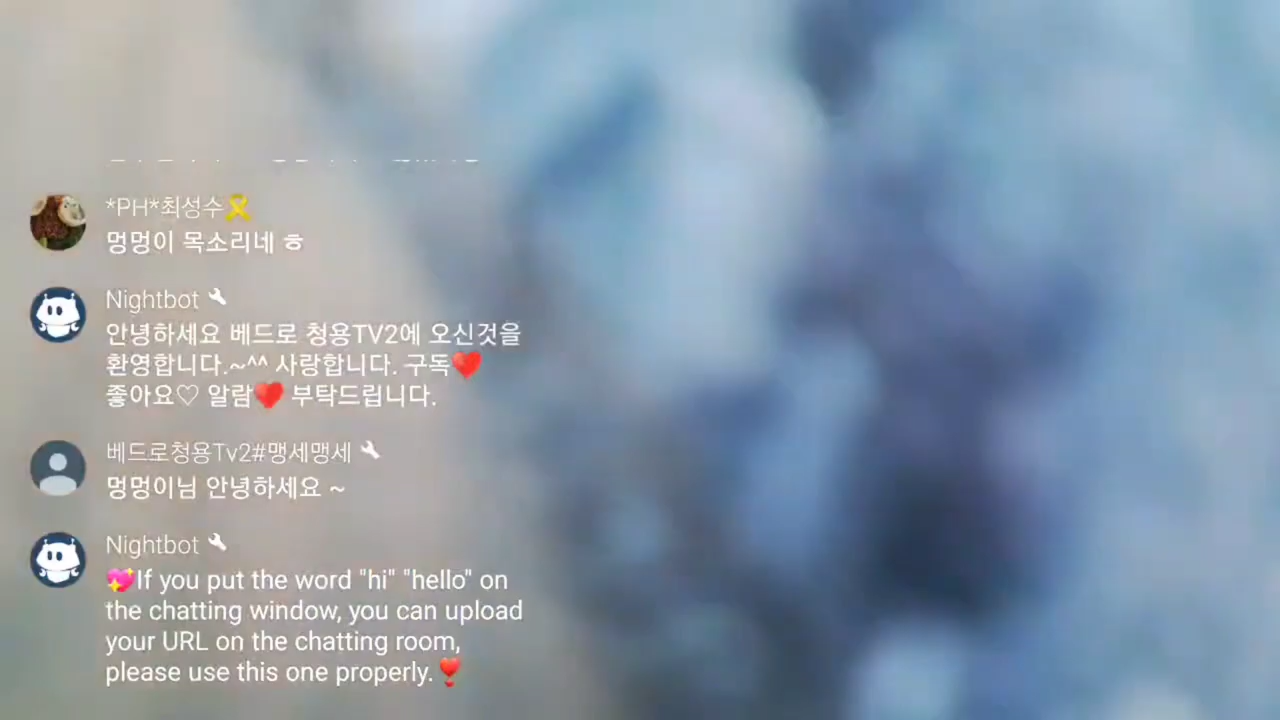 *PH*최성수🎗
멍멍이 목소리네 ㅎ
Nightbot
안녕하세요 베드로 청용TV2에 오신것을
환영합니다.~^^ 사랑합니다. 구독❤
좋아요♡ 알람❤ 부탁드립니다.
베드로청용Tv2#맹세맹세
멍멍이님 안녕하세요 ~
Nightbot
💖If you put the word "hi" "hello" on
the chatting window, you can upload
your URL on the chatting room,
please use this one properly.❣